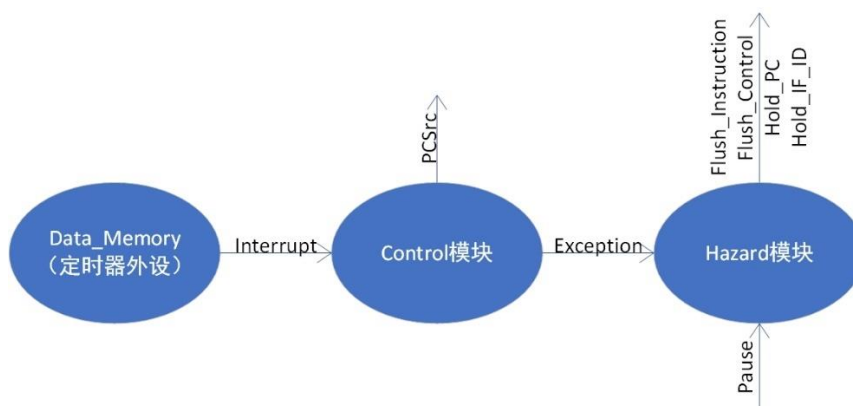 Flush_Instruction
Flush_Control
Hold_PC
Hold_IF_ID
PCSrc
Data_Memory
（定时器外设）
Interrupt
Control模块
Exception
Hazard模块
Pause